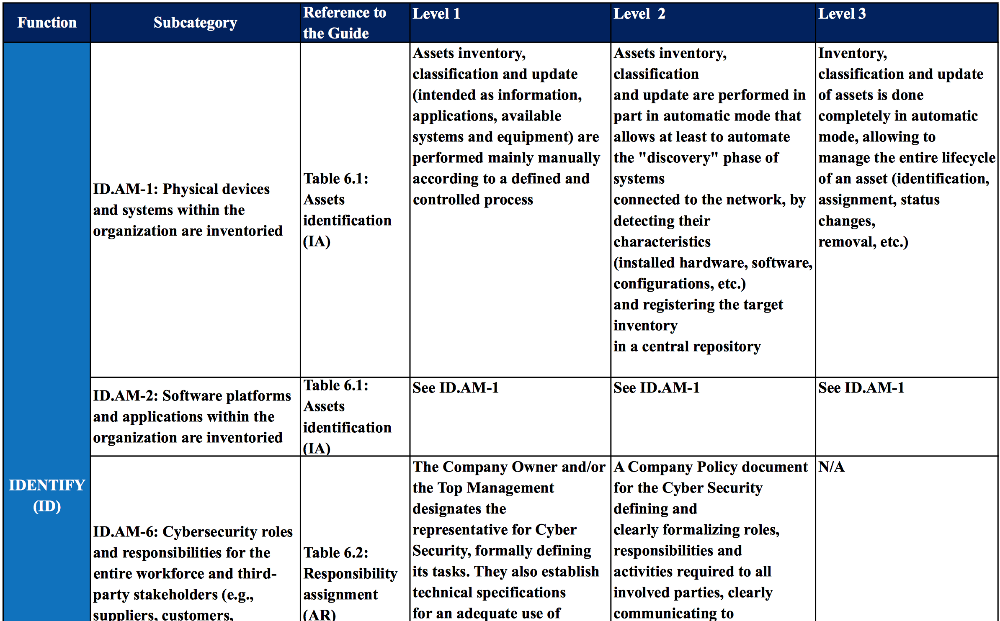 Function
Subcategory
Reference to
the Guide
Level 1
Level  2
Level 3
IDENTIFY
(ID)
ID.AM-1: Physical devices
and systems within the
organization are inventoried
Table 6.1:
Assets
identification
(IA)
Assets inventory,
classification and update
(intended as information,
applications, available
systems and equipment) are
performed mainly manually
according to a defined and
controlled process
Assets inventory,
classification
and update are performed in
part in automatic mode that
allows at least to automate
the "discovery" phase of
systems
connected to the network, by
detecting their
characteristics
(installed hardware, software,
configurations, etc.)
and registering the target
inventory
in a central repository
Inventory,
classification and update
of assets is done
completely in automatic
mode, allowing to
manage the entire lifecycle
of an asset (identification,
assignment, status
changes,
removal, etc.)
ID.AM-2: Software platforms
and applications within the
organization are inventoried
Table 6.1:
Assets
identification
(IA)
See ID.AM-1
See ID.AM-1
See ID.AM-1
ID.AM-6: Cybersecurity roles
and responsibilities for the
entire workforce and third-
party stakeholders (e.g.,
suppliers, customers,
Table 6.2:
Responsibility
assignment
(AR)
The Company Owner and/or
the Top Management
designates the
representative for Cyber
Security, formally defining
its tasks. They also establish
technical specifications
for an adequate use of
A Company Policy document
for the Cyber Security
defining and
clearly formalizing roles,
responsibilities and
activities required to all
involved parties, clearly
communicating to
N/A